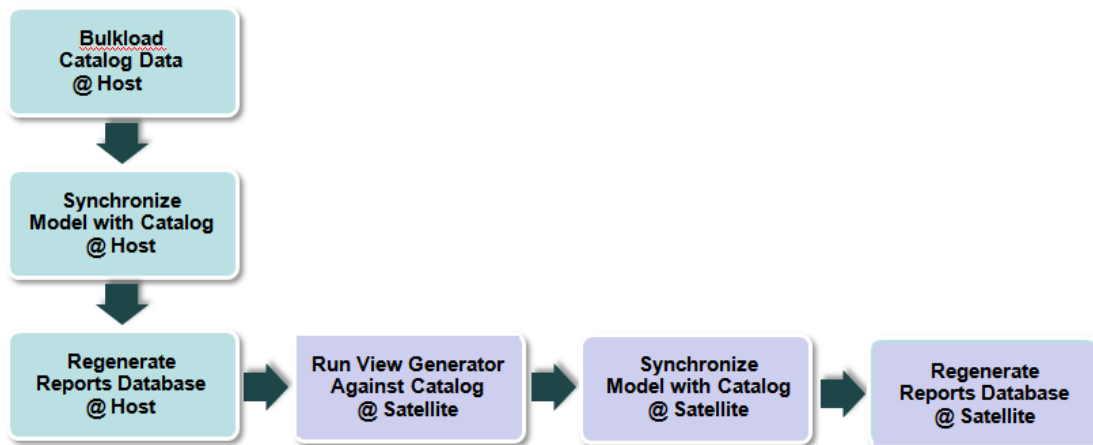 Bulkload
Catalog Data
@ Host
Synchronize
Model with Catalog
@ Host
Regenerate
Reports Database
@ Host
Run View Generator
Against Catalog
@ Satellite
Synchronize
Model with Catalog
@ Satellite
Regenerate
Reports Database
@ Satellite